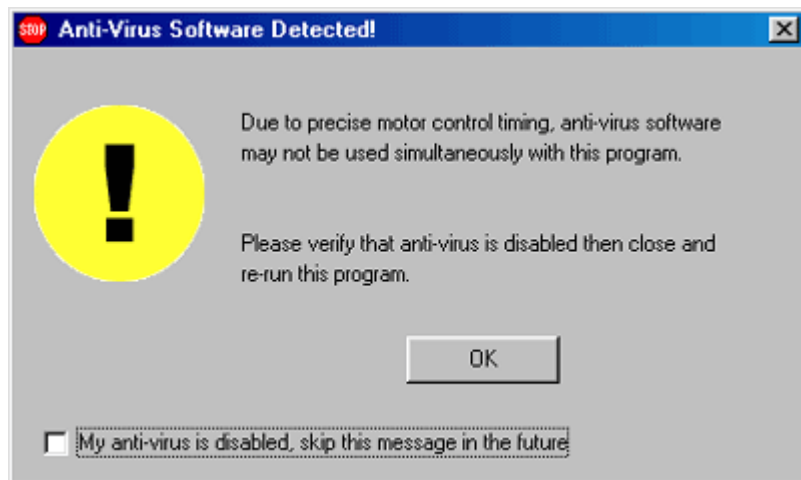 STOP Anti-Virus Software Detected!
Due to precise motor control timing, anti-virus software
may not be used simultaneously with this program.
Please verify that anti-virus is disabled then close and
re-run this program.
OK
My anti-virus is disabled, skip this message in the future